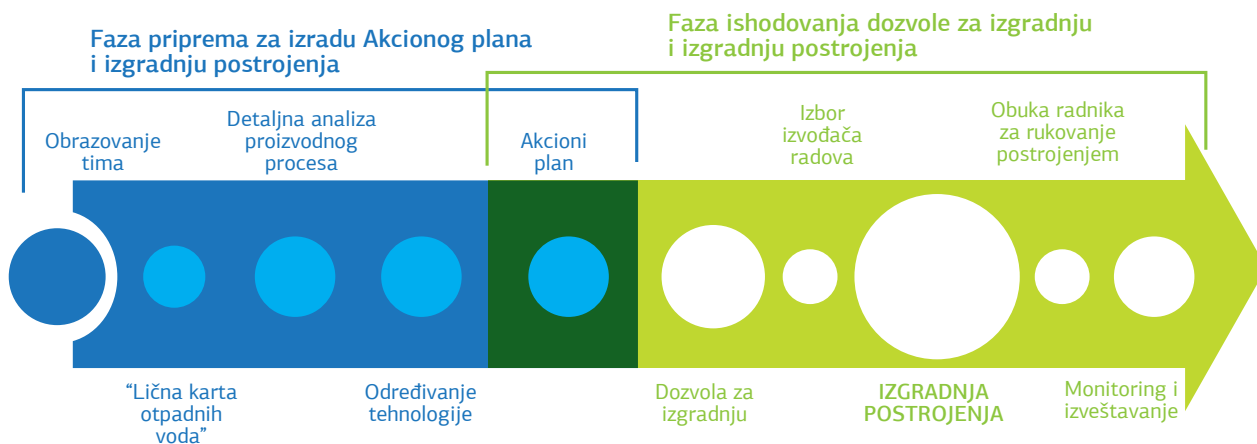 Faza priprema za izradu Akcionog plana
i izgradnju postrojenja
Faza ishodovanja dozvole za izgradnju
i izgradnju postrojenja
Obrazovanje
tima
Detaljna analiza
proizvodnog
procesa
Akcioni
plan
Izbor
izvođača
radova
Obuka radnika
za rukovanje
postrojenjem
“Lična karta
otpadnih
voda”
Određivanje
tehnologije
Dozvola za
izgradnju
IZGRADNJA
POSTROJENJA
Monitoring i
izveštavanje